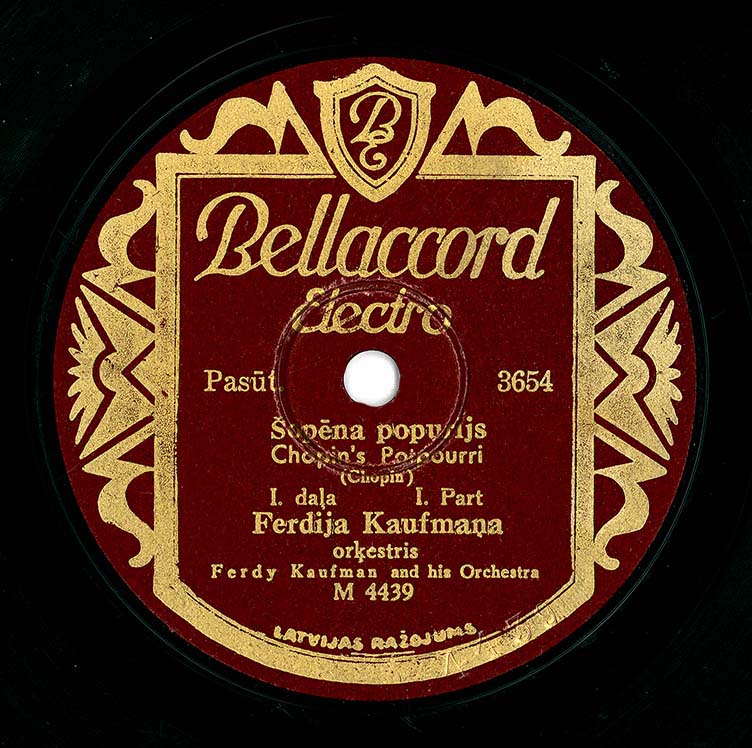 BE
Bellaccord
Electro
Pasūt. 3654
Šopēna popurijs
Chopin's Potpourri
(Chopin)
I. daļa I. Part
Ferdija Kaufmaņa
orķestris
Ferdy Kaufman and his Orchestra
M 4439
LATVIJAS RAŽOJUMS